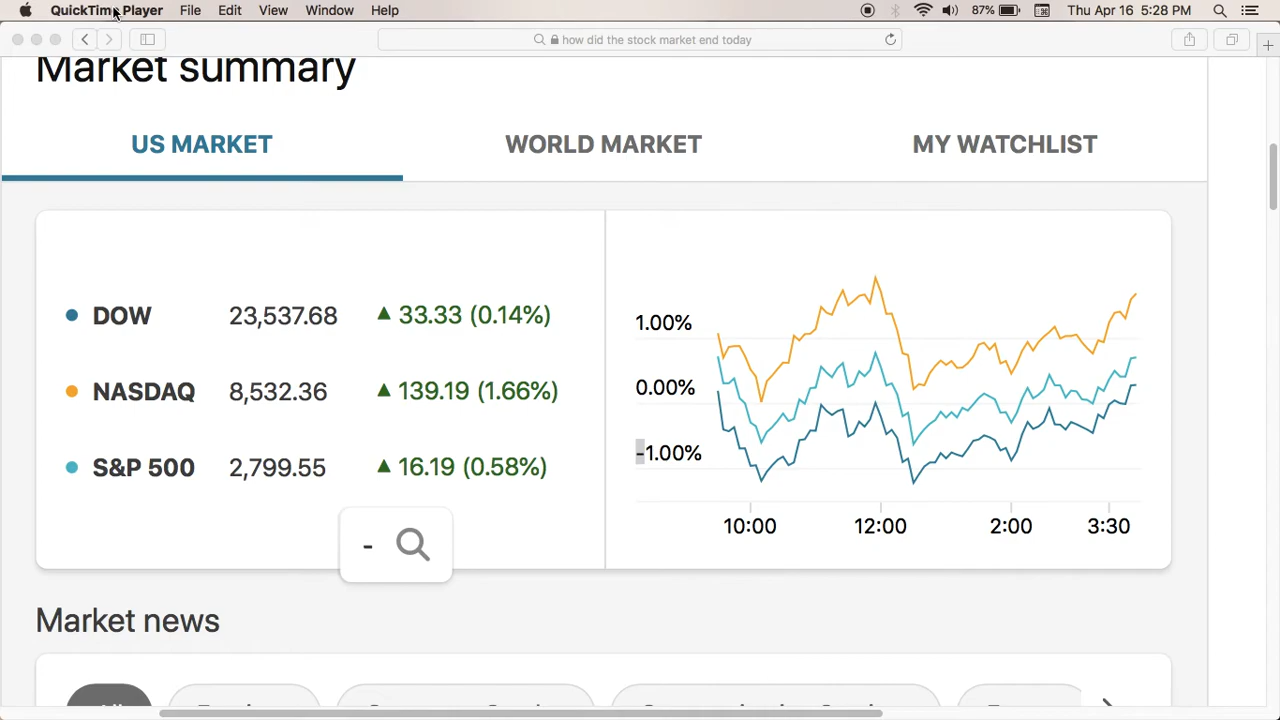 QuickTime Player File Edit View Window Help 87% Thu Apr 16 5:28 PM
how did the stock market end today
Market summary
US MARKET WORLD MARKET MY WATCHLIST
DOW 23,537.68 ▲ 33.33 (0.14%)
NASDAQ 8,532.36 ▲ 139.19 (1.66%)
S&P 500 2,799.55 ▲ 16.19 (0.58%)
-
1.00%
0.00%
-1.00%
10:00 12:00 2:00 3:30
Market news